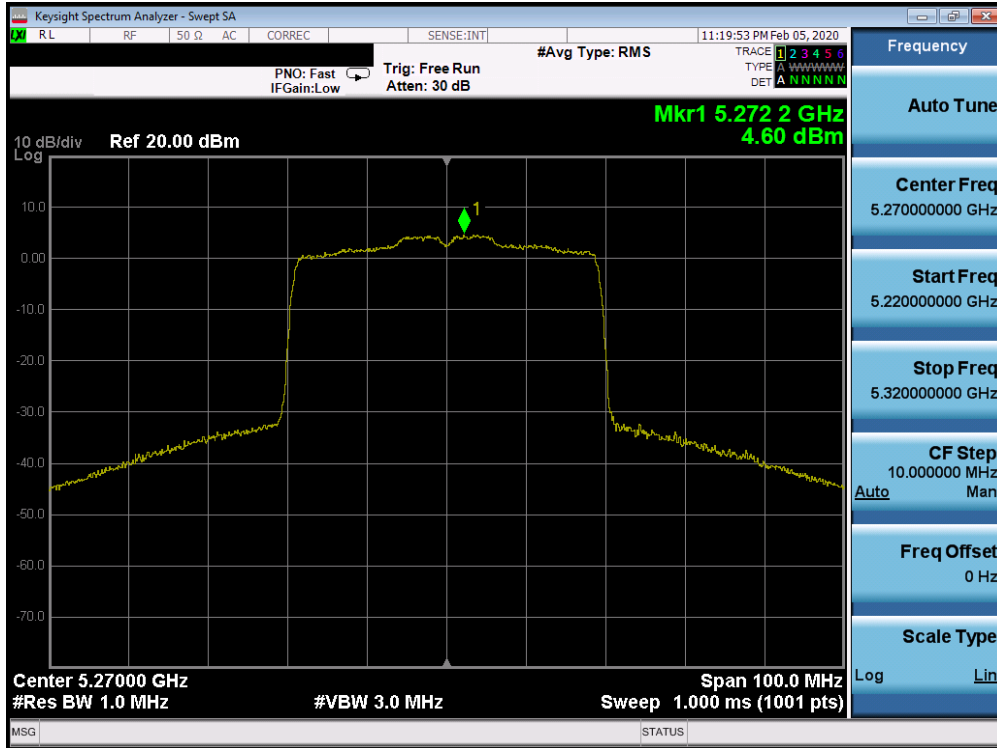 Keysight Spectrum Analyzer - Swept SA
LXI RL RF 50 Ω AC CORREC SENSE:INT 11:19:53 PM Feb 05, 2020
#Avg Type: RMS TRACE 1 2 3 4 5 6
PNO: Fast Trig: Free Run TYPE A WWWWW
IFGain:Low Atten: 30 dB DET A N N N N N
Mkr1 5.272 2 GHz
4.60 dBm
10 dB/div Ref 20.00 dBm
Log
1
10.0
0.00
-10.0
-20.0
-30.0
-40.0
-50.0
-60.0
-70.0
Center 5.27000 GHz Span 100.0 MHz
#Res BW 1.0 MHz #VBW 3.0 MHz Sweep 1.000 ms (1001 pts)
MSG STATUS
Frequency
Auto Tune
Center Freq
5.270000000 GHz
Start Freq
5.220000000 GHz
Stop Freq
5.320000000 GHz
CF Step
10.000000 MHz
Auto Man
Freq Offset
0 Hz
Scale Type
Log Lin